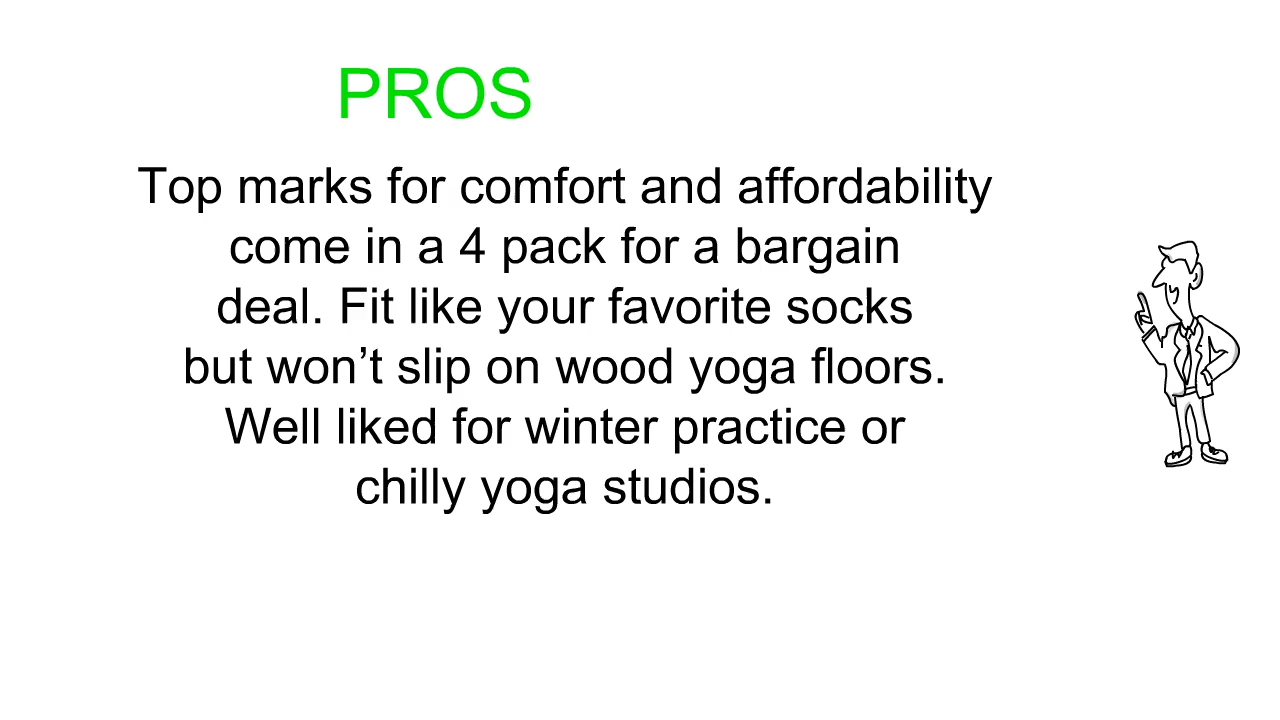 PROS
Top marks for comfort and affordability
come in a 4 pack for a bargain
deal. Fit like your favorite socks
but won’t slip on wood yoga floors.
Well liked for winter practice or
chilly yoga studios.